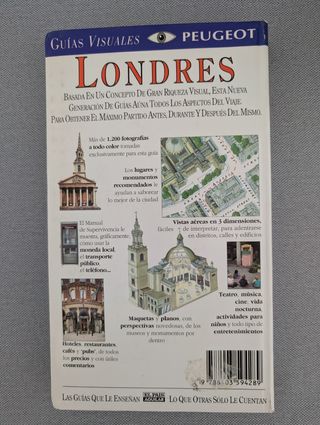 GUÍAS VISUALES PEUGEOT
LONDRES
BASADA EN UN CONCEPTO DE GRAN RIQUEZA VISUAL, ESTA NUEVA
GENERACIÓN DE GUÍAS AÚNA TODOS LOS ASPECTOS DEL VIAJE
PARA OBTENER EL MÁXIMO PARTIDO ANTES, DURANTE Y DESPUÉS DEL MISMO.
Más de 1.200 fotografías
a todo color tomadas
exclusivamente para esta guía
Los lugares y
monumentos
recomendados le
ayudan a saborear
lo mejor de la ciudad
Vistas aéreas en 3 dimensiones,
fáciles de interpretar, para adentrarse
en distritos, calles y edificios
El Manual
de Supervivencia le
muestra, gráficamente,
cómo usar la
moneda local,
el transporte
público,
el teléfono...
Teatro, música,
cine, vida
nocturna,
actividades para
niños y todo tipo de
entretenimientos
Maquetas y planos, con
perspectivas novedosas, de los
museos y monumentos por
dentro
Hoteles, restaurantes,
cafés y 'pubs', de todos
los precios y con útiles
comentarios
LAS GUÍAS QUE LE ENSEÑAN
EL PAÍS
AGUILAR
LO QUE OTRAS SÓLO LE CUENTAN